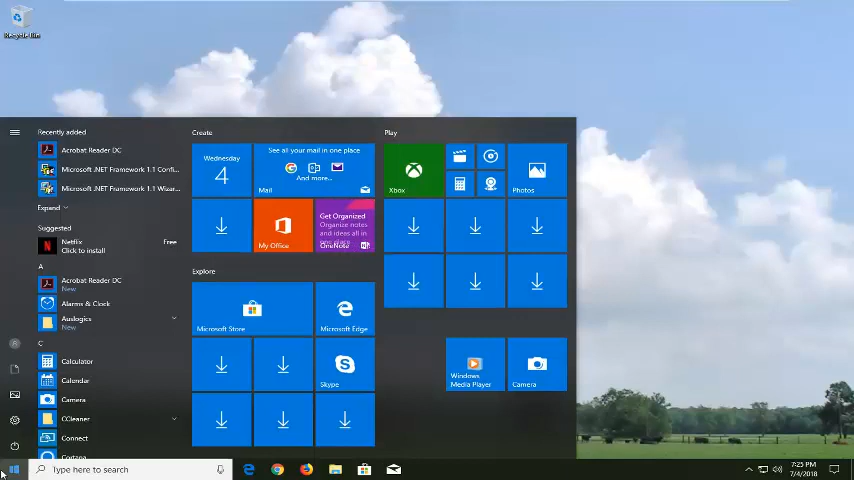 Recycle Bin
Recently added
Acrobat Reader DC
Microsoft .NET Framework 1.1 Confi...
Microsoft .NET Framework 1.1 Wizar...
Expand
Suggested
Netflix
Free
Click to install
A
Acrobat Reader DC
New
Alarms & Clock
Auslogics
New
C
Calculator
Calendar
Camera
CCleaner
Connect
Cortana
Create
Wednesday
4
See all your mail in one place
And more...
Mail
My Office
Get Organized
Organize notes
and ideas all in
one place
OneNote
Explore
Microsoft Store
Microsoft Edge
Skype
Play
Xbox
Photos
Windows
Media Player
Camera
Type here to search
7:25 PM
7/4/2018